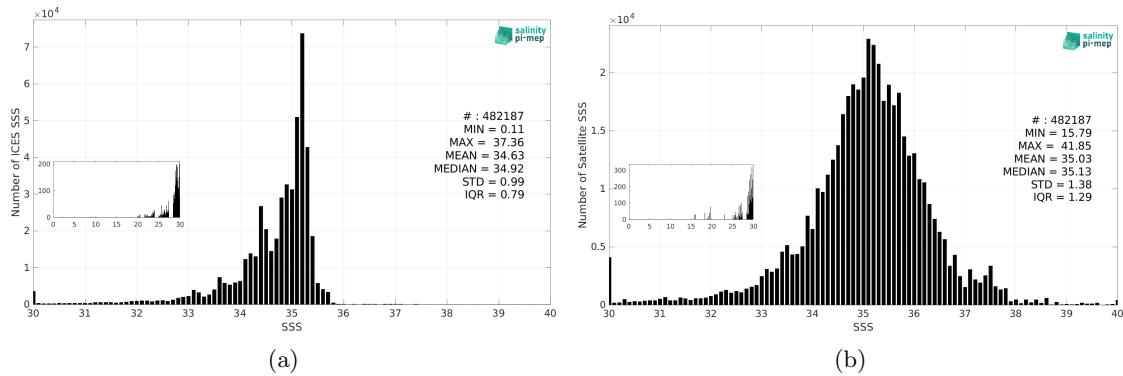 ×10⁴
7
6
5
4
3
2
1
0
Number of ICES SSS
30 31 32 33 34 35 36 37 38 39 40
SSS
salinity
pi-mep
# : 482187
MIN = 0.11
MAX = 37.36
MEAN = 34.63
MEDIAN = 34.92
STD = 0.99
IQR = 0.79
200
100
0
0 5 10 15 20 25 30
(a)
×10⁴
2
1.5
1
0.5
0
Number of Satellite SSS
30 31 32 33 34 35 36 37 38 39 40
SSS
salinity
pi-mep
# : 482187
MIN = 15.79
MAX = 41.85
MEAN = 35.03
MEDIAN = 35.13
STD = 1.38
IQR = 1.29
300
200
100
0
0 5 10 15 20 25 30
(b)